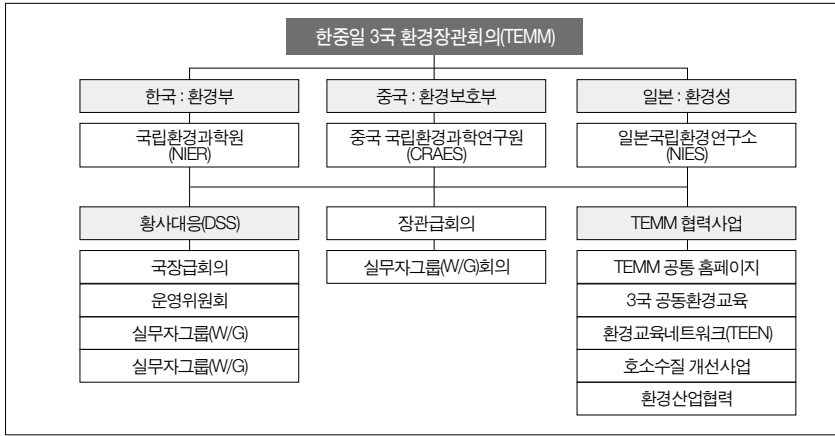 한중일 3국 환경장관회의(TEMM)
한국 : 환경부
중국 : 환경보호부
일본 : 환경성
국립환경과학원
(NIER)
중국 국립환경과학연구원
(CRAES)
일본국립환경연구소
(NIES)
황사대응(DSS)
장관급회의
TEMM 협력사업
국장급회의
실무자그룹(W/G)회의
TEMM 공통 홈페이지
운영위원회
3국 공동환경교육
실무자그룹(W/G)
환경교육네트워크(TEEN)
실무자그룹(W/G)
호소수질 개선사업
환경산업협력